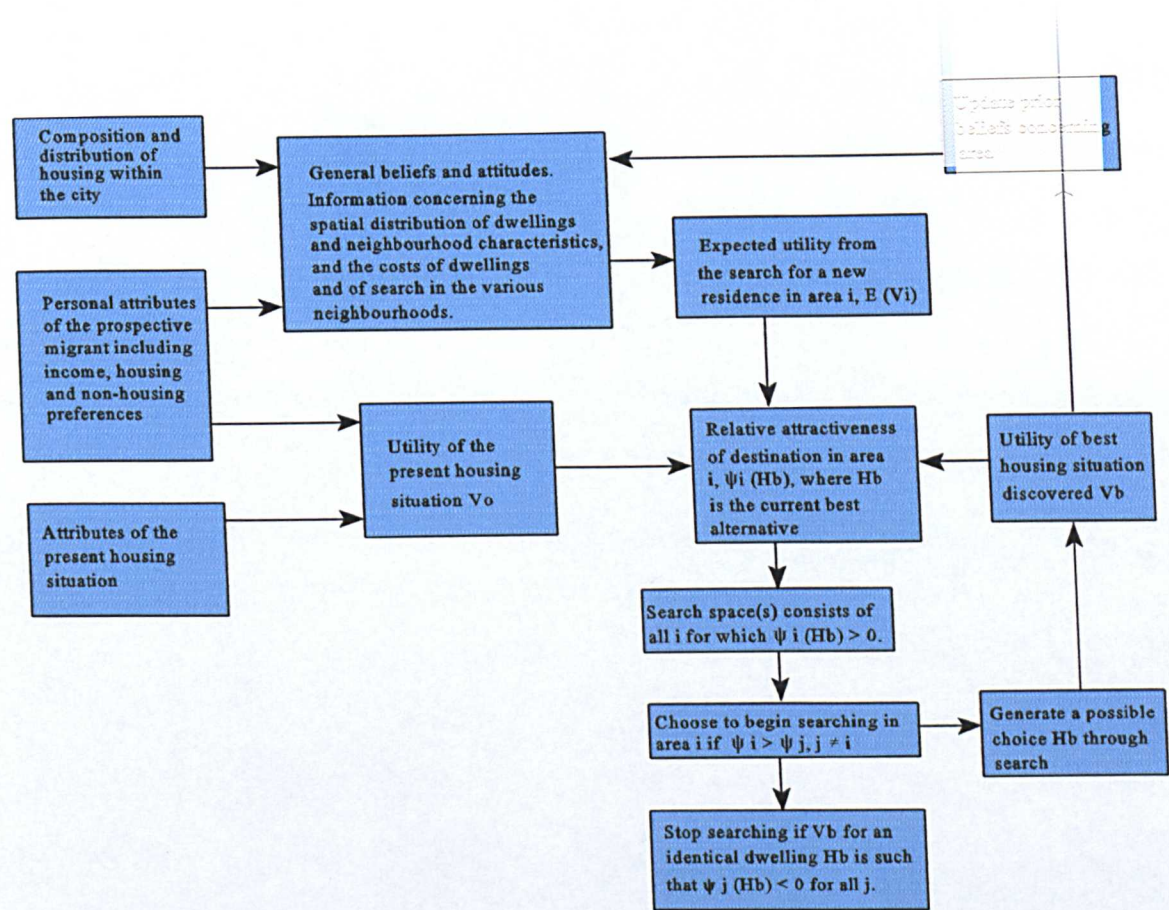 Update prior
beliefs concerning
area
Composition and
distribution of
housing within
the city
General beliefs and attitudes.
Information concerning the
spatial distribution of dwellings
and neighbourhood characteristics,
and the costs of dwellings
and of search in the various
neighbourhoods.
Expected utility from
the search for a new
residence in area i, E (Vi)
Personal attributes
of the prospective
migrant including
income, housing
and non-housing
preferences
Utility of the
present housing
situation Vo
Relative attractiveness
of destination in area
i, ψi (Hb), where Hb
is the current best
alternative
Utility of best
housing situation
discovered Vb
Attributes of the
present housing
situation
Search space(s) consists of
all i for which ψ i (Hb) > 0.
Choose to begin searching in
area i if ψ i > ψ j, j ≠ i
Generate a possible
choice Hb through
search
Stop searching if Vb for an
identical dwelling Hb is such
that ψ j (Hb) < 0 for all j.